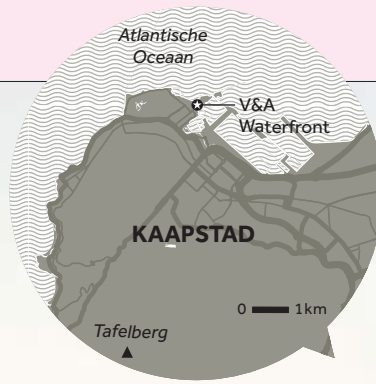 Atlantische
Oceaan
V&A
Waterfront
KAAPSTAD
0 1km
Tafelberg